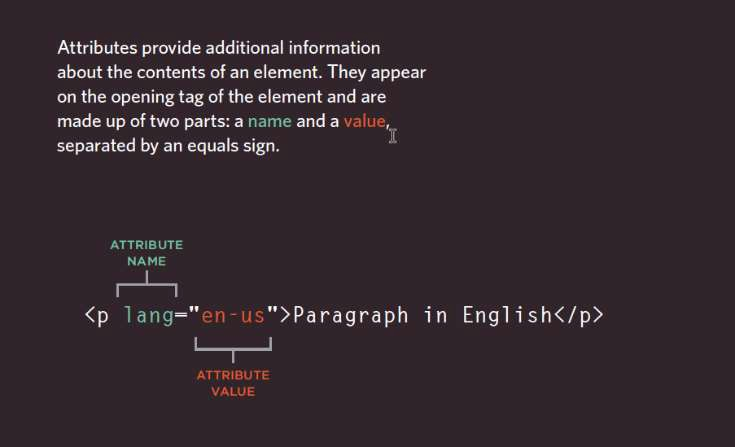 Attributes provide additional information
about the contents of an element. They appear
on the opening tag of the element and are
made up of two parts: a name and a value,
separated by an equals sign.
ATTRIBUTE
NAME
<p lang="en-us">Paragraph in English</p>
ATTRIBUTE
VALUE